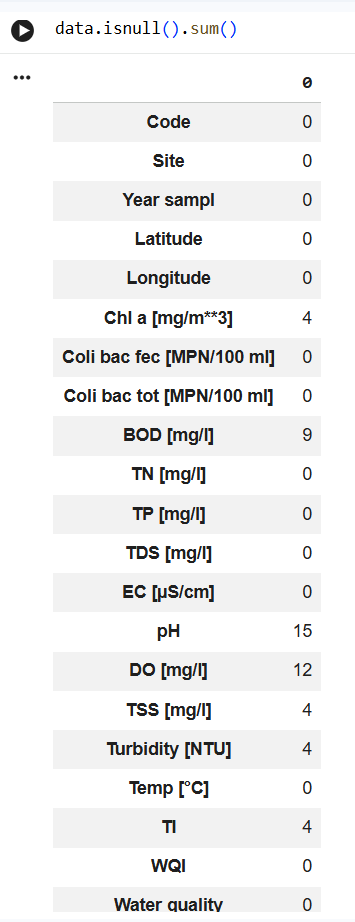 data.isnull().sum()
0
Code 0
Site 0
Year sampl 0
Latitude 0
Longitude 0
Chl a [mg/m**3] 4
Coli bac fec [MPN/100 ml] 0
Coli bac tot [MPN/100 ml] 0
BOD [mg/l] 9
TN [mg/l] 0
TP [mg/l] 0
TDS [mg/l] 0
EC [µS/cm] 0
pH 15
DO [mg/l] 12
TSS [mg/l] 4
Turbidity [NTU] 4
Temp [°C] 0
TI 4
WQI 0
Water quality 0